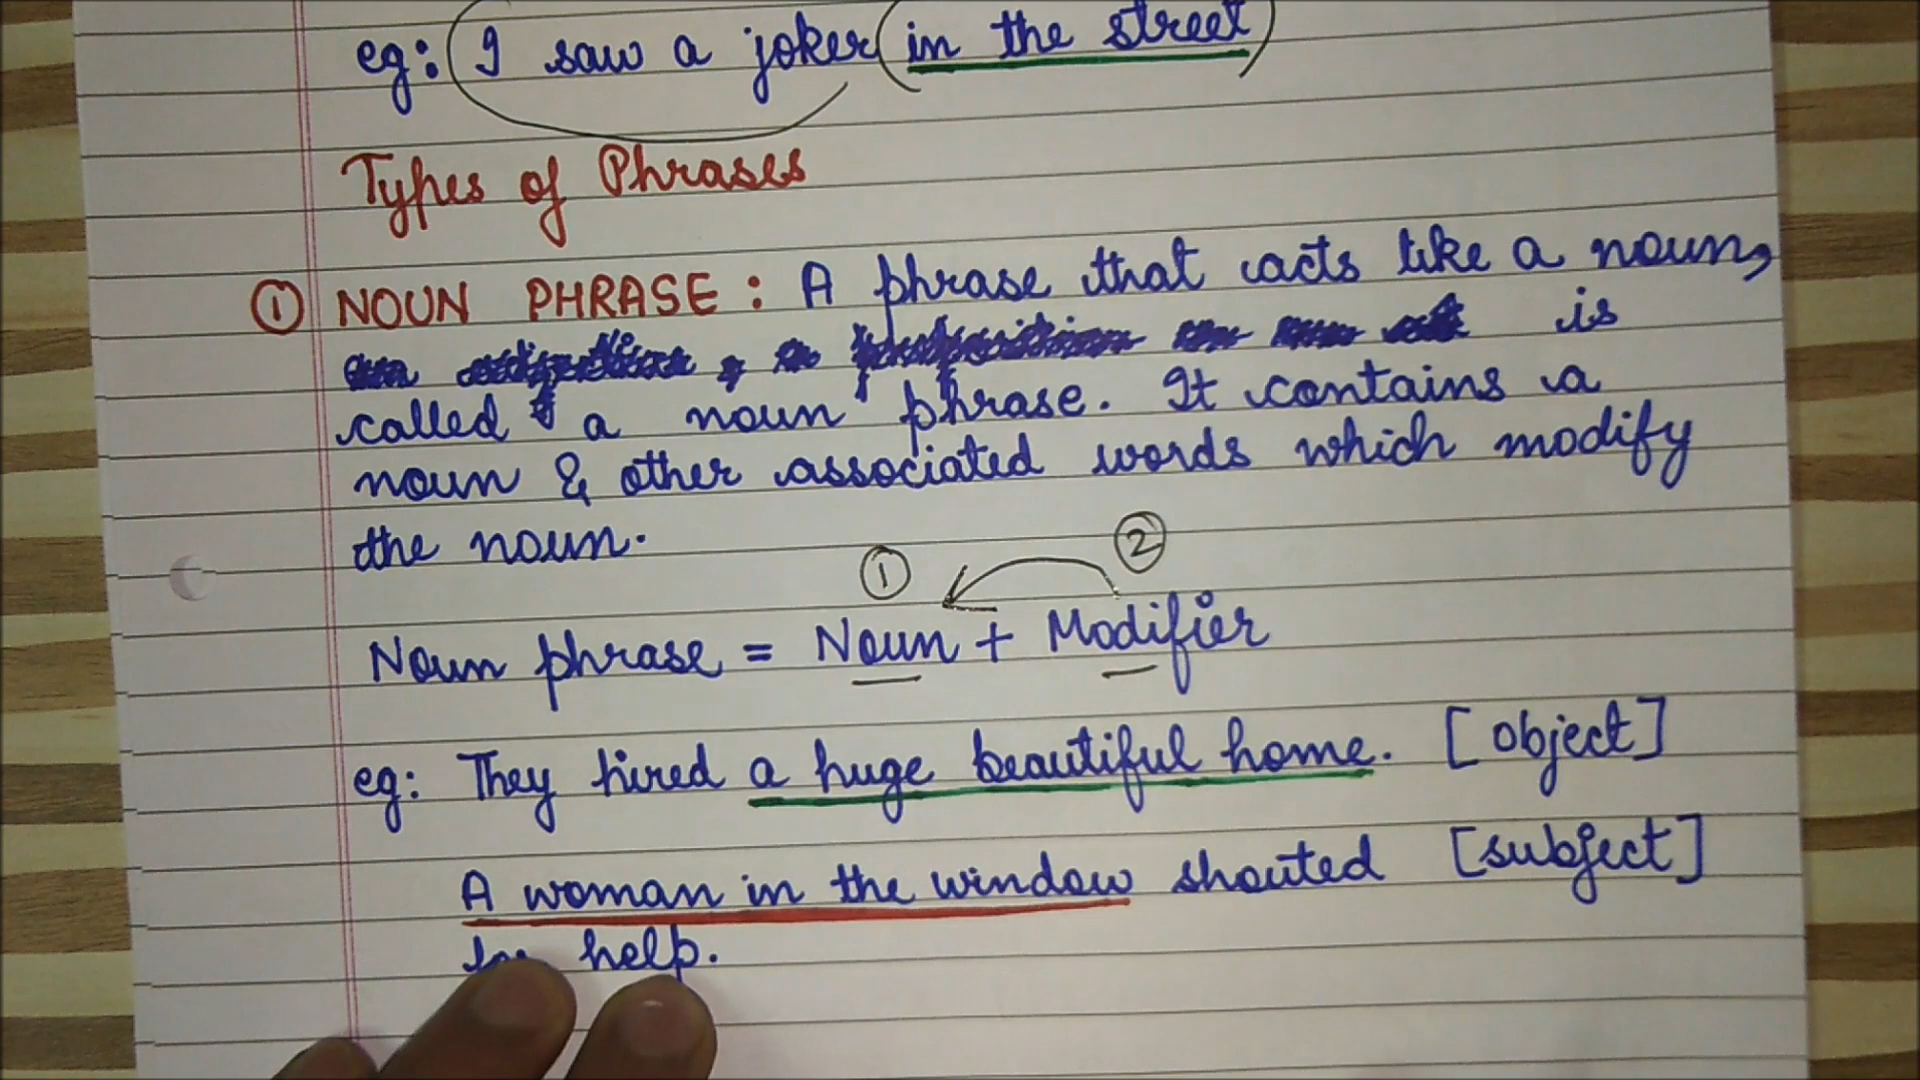 eg: I saw a joker in the street
Types of Phrases
① NOUN PHRASE : A phrase that acts like a noun,
is
called a noun phrase. It contains a
noun & other associated words which modify
the noun.
① ②
Noun phrase = Noun + Modifier
eg: They hired a huge beautiful home. [object]
A woman in the window shouted [subject]
help.